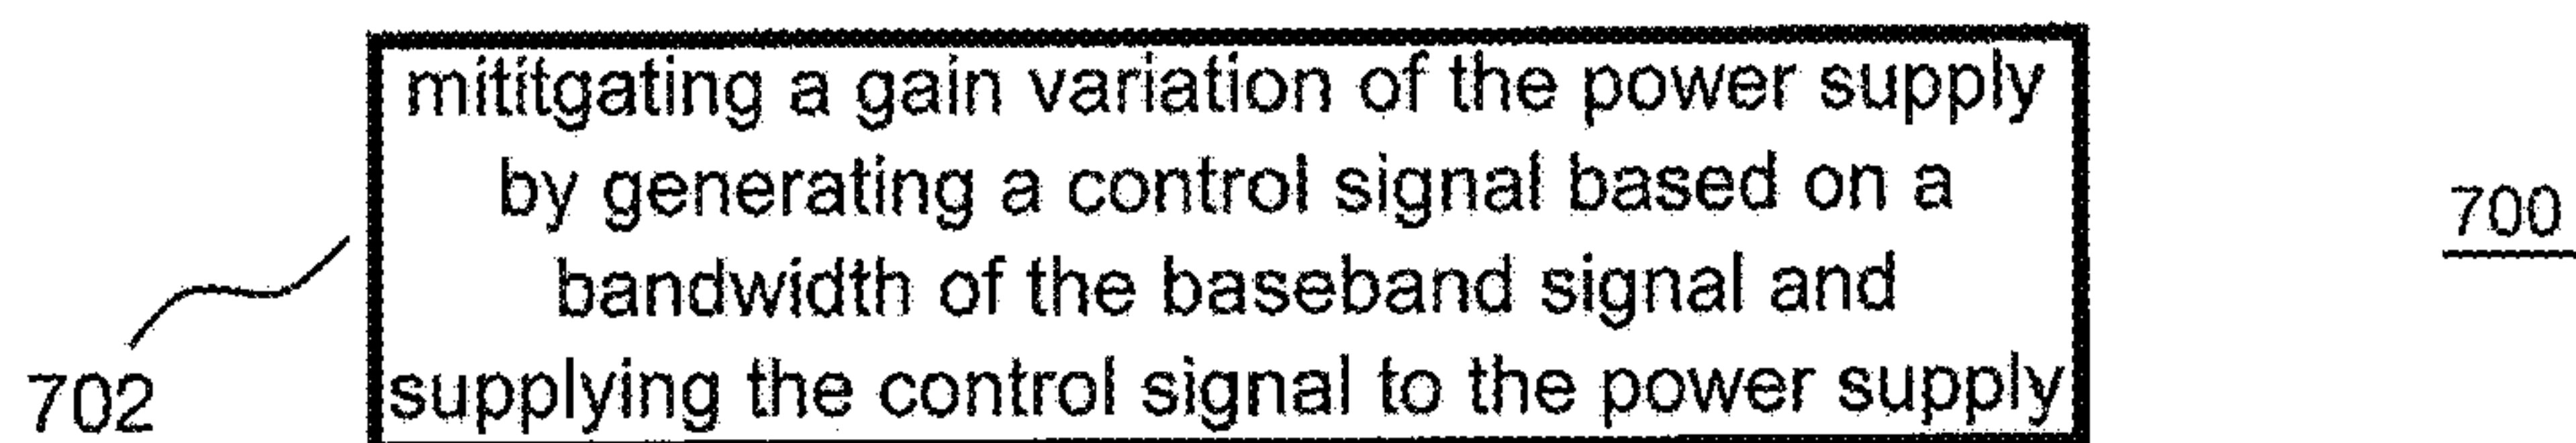 mititgating a gain variation of the power supply
by generating a control signal based on a
bandwidth of the baseband signal and
supplying the control signal to the power supply
700
702